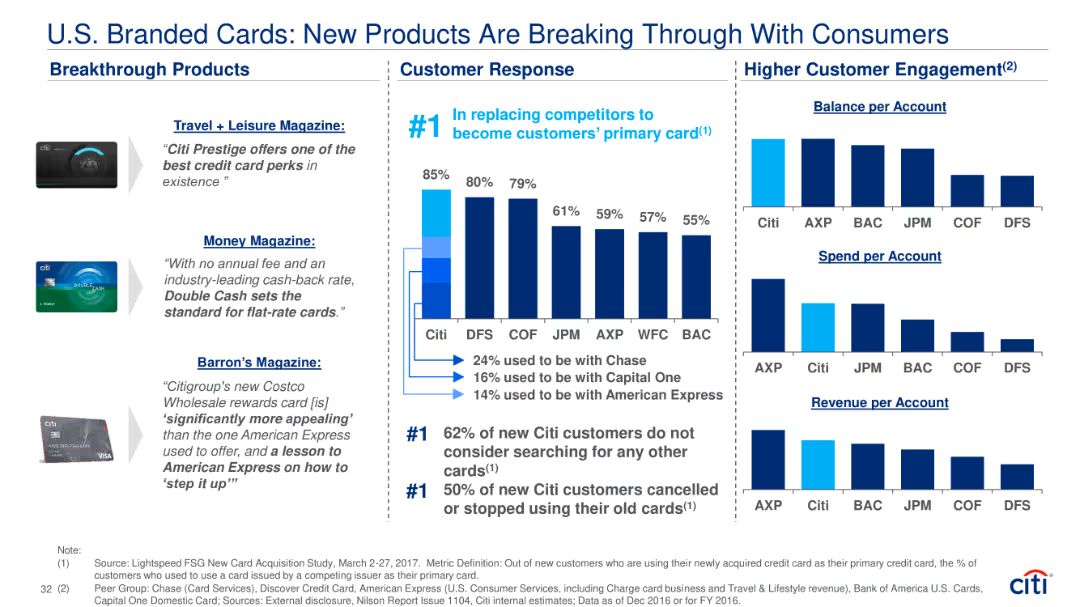 U.S. Branded Cards: New Products Are Breaking Through With Consumers
Breakthrough Products
Travel + Leisure Magazine:
“Citi Prestige offers one of the
best credit card perks in
existence ”
Money Magazine:
“With no annual fee and an
industry-leading cash-back rate,
Double Cash sets the
standard for flat-rate cards.”
Barron’s Magazine:
“Citigroup’s new Costco
Wholesale rewards card [is]
‘significantly more appealing’
than the one American Express
used to offer, and a lesson to
American Express on how to
‘step it up’”
citi
citi
DOUBLE CASH
citi
VISA
Customer Response
#1 In replacing competitors to
become customers’ primary card(1)
85% 80% 79% 61% 59% 57% 55%
Citi DFS COF JPM AXP WFC BAC
24% used to be with Chase
16% used to be with Capital One
14% used to be with American Express
#1 62% of new Citi customers do not
consider searching for any other
cards(1)
#1 50% of new Citi customers cancelled
or stopped using their old cards(1)
Higher Customer Engagement(2)
Balance per Account
Citi AXP BAC JPM COF DFS
Spend per Account
AXP Citi JPM BAC COF DFS
Revenue per Account
AXP Citi BAC JPM COF DFS
Note:
(1) Source: Lightspeed FSG New Card Acquisition Study, March 2-27, 2017. Metric Definition: Out of new customers who are using their newly acquired credit card as their primary credit card, the % of
customers who used to use a card issued by a competing issuer as their primary card.
32 (2) Peer Group: Chase (Card Services), Discover Credit Card, American Express (U.S. Consumer Services, including Charge card business and Travel & Lifestyle revenue), Bank of America U.S. Cards,
Capital One Domestic Card; Sources: External disclosure, Nilson Report Issue 1104, Citi internal estimates; Data as of Dec 2016 or for FY 2016.
citi